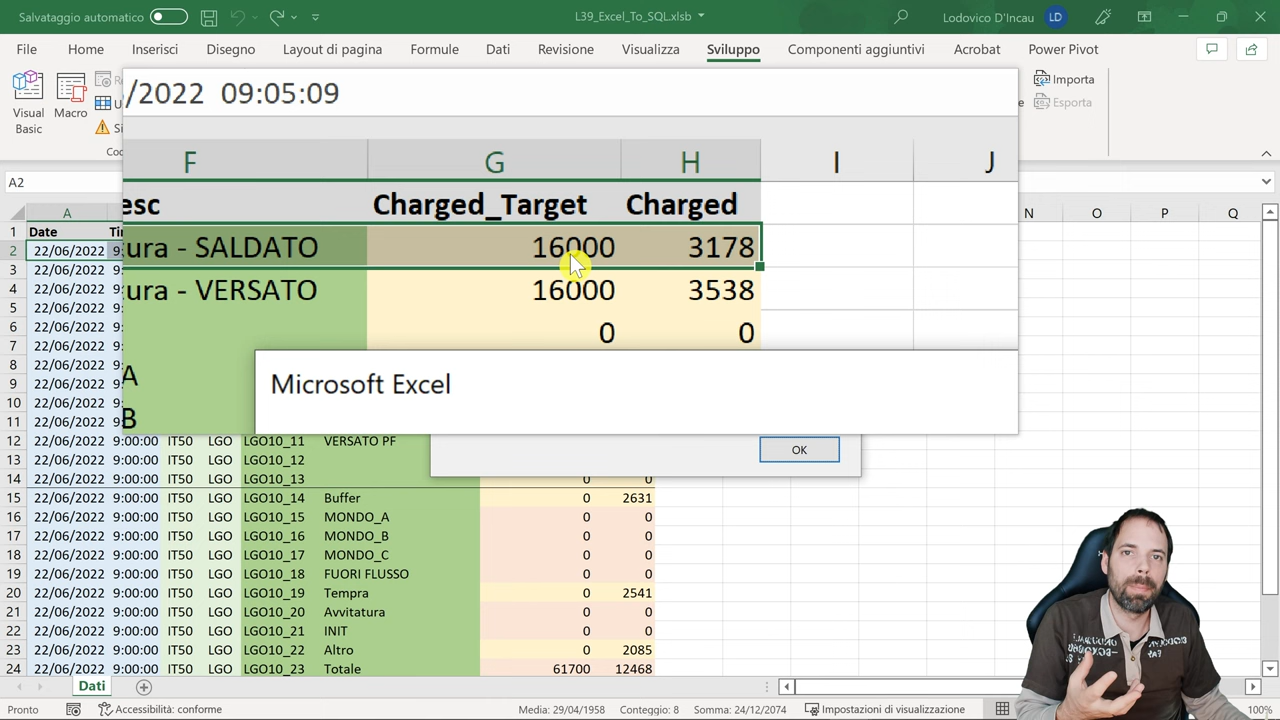 Salvataggio automatico
L39_Excel_To_SQL.xlsb
Lodovico D'Incau LD
File Home Inserisci Disegno Layout di pagina Formule Dati Revisione Visualizza Sviluppo Componenti aggiuntivi Acrobat Power Pivot
Visual Basic
Macro
Importa
Esporta
/2022 09:05:09
A2
F G H I J
esc Charged_Target Charged
ura - SALDATO 16000 3178
ura - VERSATO 16000 3538
0 0
A
B
Microsoft Excel
OK
A N O P Q
1 Date
2 22/06/2022
3 22/06/2022
4 22/06/2022
5 22/06/2022
6 22/06/2022
7 22/06/2022
8 22/06/2022
9 22/06/2022
10 22/06/2022
11 22/06/2022
12 22/06/2022 9:00:00 IT50 LGO LGO10_11 VERSATO PF
13 22/06/2022 9:00:00 IT50 LGO LGO10_12
14 22/06/2022 9:00:00 IT50 LGO LGO10_13 0 0
15 22/06/2022 9:00:00 IT50 LGO LGO10_14 Buffer 0 2631
16 22/06/2022 9:00:00 IT50 LGO LGO10_15 MONDO_A 0 0
17 22/06/2022 9:00:00 IT50 LGO LGO10_16 MONDO_B 0 0
18 22/06/2022 9:00:00 IT50 LGO LGO10_17 MONDO_C 0 0
19 22/06/2022 9:00:00 IT50 LGO LGO10_18 FUORI FLUSSO 0 0
20 22/06/2022 9:00:00 IT50 LGO LGO10_19 Tempra 0 2541
21 22/06/2022 9:00:00 IT50 LGO LGO10_20 Avvitatura 0 0
22 22/06/2022 9:00:00 IT50 LGO LGO10_21 INIT 0 0
23 22/06/2022 9:00:00 IT50 LGO LGO10_22 Altro 0 2085
24 22/06/2022 9:00:00 IT50 LGO LGO10_23 Totale 61700 12468
Dati
Pronto Accessibilità: conforme Media: 29/04/1958 Conteggio: 8 Somma: 24/12/2074 Impostazioni di visualizzazione 100%